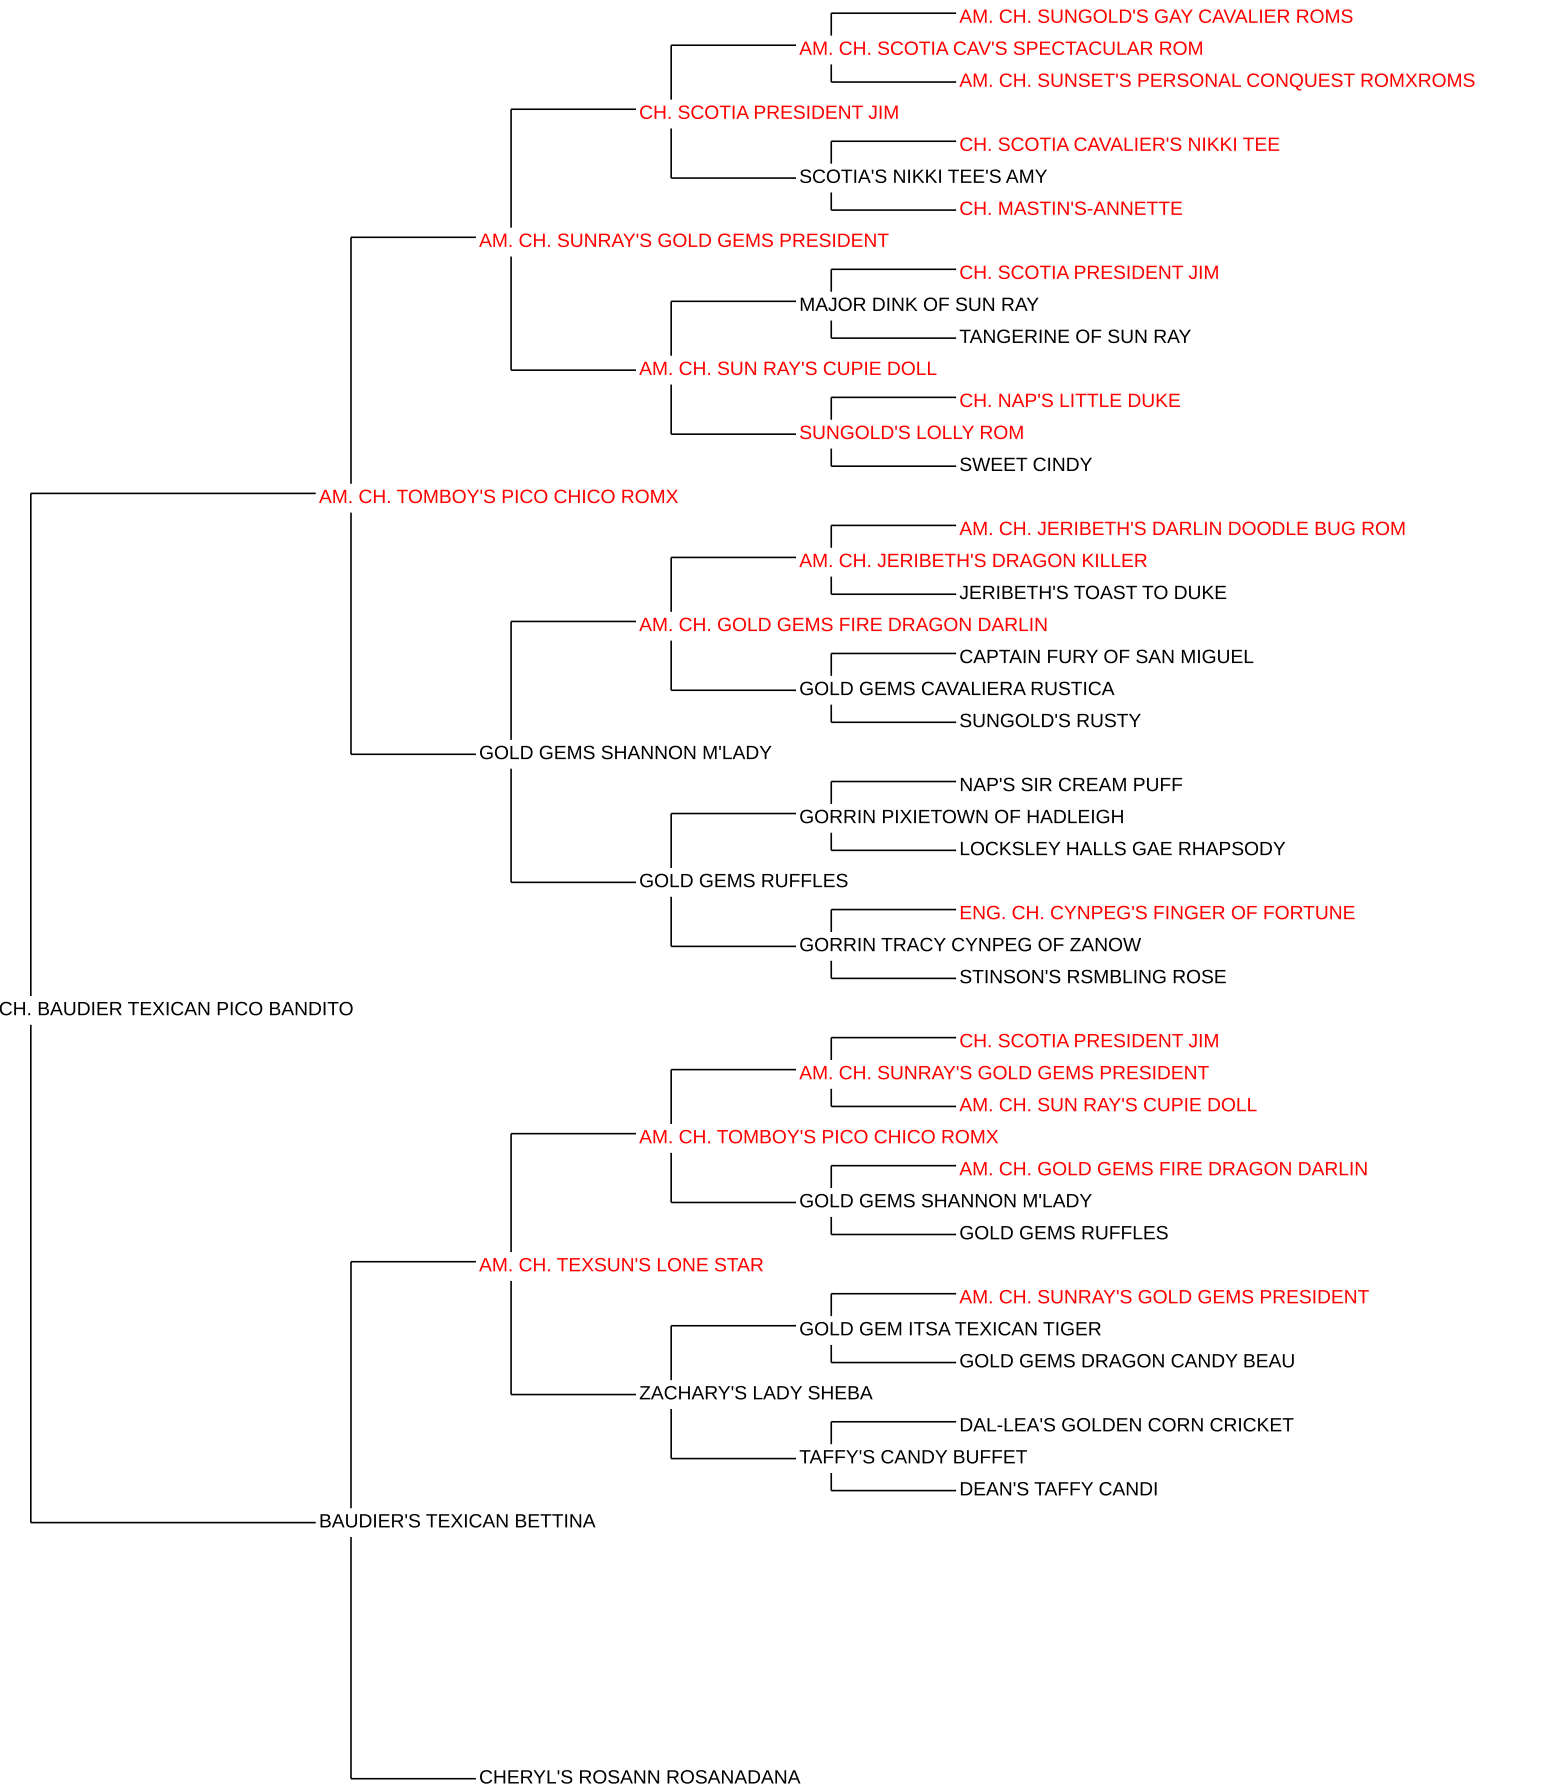 AM. CH. SUNGOLD'S GAY CAVALIER ROMS
AM. CH. SCOTIA CAV'S SPECTACULAR ROM
AM. CH. SUNSET'S PERSONAL CONQUEST ROMXROMS
CH. SCOTIA PRESIDENT JIM
CH. SCOTIA CAVALIER'S NIKKI TEE
SCOTIA'S NIKKI TEE'S AMY
CH. MASTIN'S-ANNETTE
AM. CH. SUNRAY'S GOLD GEMS PRESIDENT
CH. SCOTIA PRESIDENT JIM
MAJOR DINK OF SUN RAY
TANGERINE OF SUN RAY
AM. CH. SUN RAY'S CUPIE DOLL
CH. NAP'S LITTLE DUKE
SUNGOLD'S LOLLY ROM
SWEET CINDY
AM. CH. TOMBOY'S PICO CHICO ROMX
AM. CH. JERIBETH'S DARLIN DOODLE BUG ROM
AM. CH. JERIBETH'S DRAGON KILLER
JERIBETH'S TOAST TO DUKE
AM. CH. GOLD GEMS FIRE DRAGON DARLIN
CAPTAIN FURY OF SAN MIGUEL
GOLD GEMS CAVALIERA RUSTICA
SUNGOLD'S RUSTY
GOLD GEMS SHANNON M'LADY
NAP'S SIR CREAM PUFF
GORRIN PIXIETOWN OF HADLEIGH
LOCKSLEY HALLS GAE RHAPSODY
GOLD GEMS RUFFLES
ENG. CH. CYNPEG'S FINGER OF FORTUNE
GORRIN TRACY CYNPEG OF ZANOW
STINSON'S RSMBLING ROSE
CH. BAUDIER TEXICAN PICO BANDITO
CH. SCOTIA PRESIDENT JIM
AM. CH. SUNRAY'S GOLD GEMS PRESIDENT
AM. CH. SUN RAY'S CUPIE DOLL
AM. CH. TOMBOY'S PICO CHICO ROMX
AM. CH. GOLD GEMS FIRE DRAGON DARLIN
GOLD GEMS SHANNON M'LADY
GOLD GEMS RUFFLES
AM. CH. TEXSUN'S LONE STAR
AM. CH. SUNRAY'S GOLD GEMS PRESIDENT
GOLD GEM ITSA TEXICAN TIGER
GOLD GEMS DRAGON CANDY BEAU
ZACHARY'S LADY SHEBA
DAL-LEA'S GOLDEN CORN CRICKET
TAFFY'S CANDY BUFFET
DEAN'S TAFFY CANDI
BAUDIER'S TEXICAN BETTINA
CHERYL'S ROSANN ROSANADANA